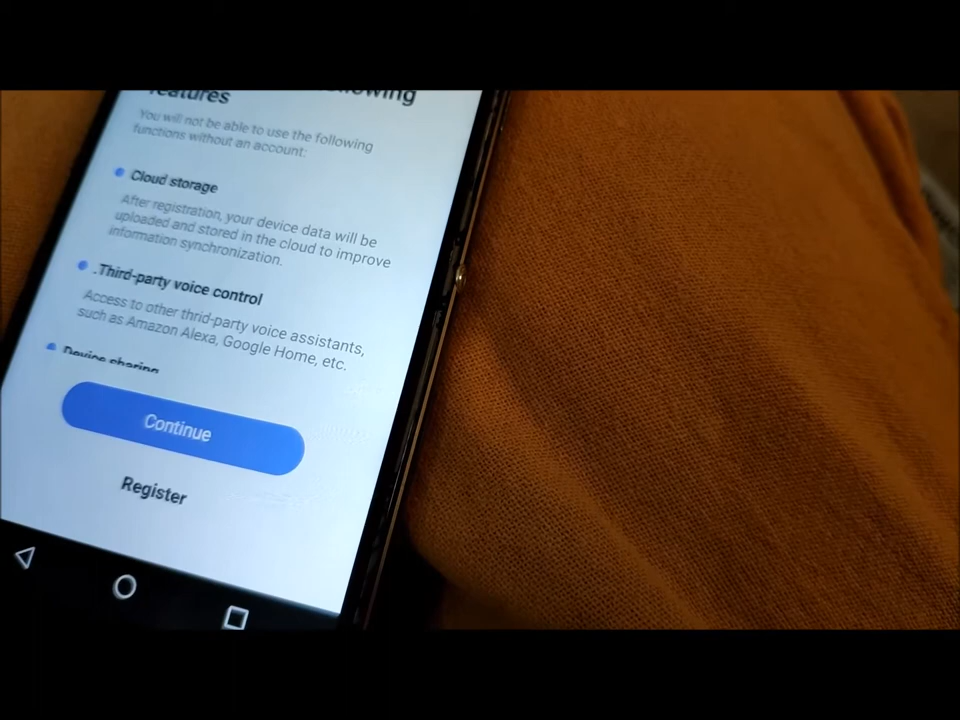 following
features
You will not be able to use the following
functions without an account:
Cloud storage
After registration, your device data will be
uploaded and stored in the cloud to improve
information synchronization.
.Third-party voice control
Access to other thrid-party voice assistants,
such as Amazon Alexa, Google Home, etc.
Device sharing
Continue
Register